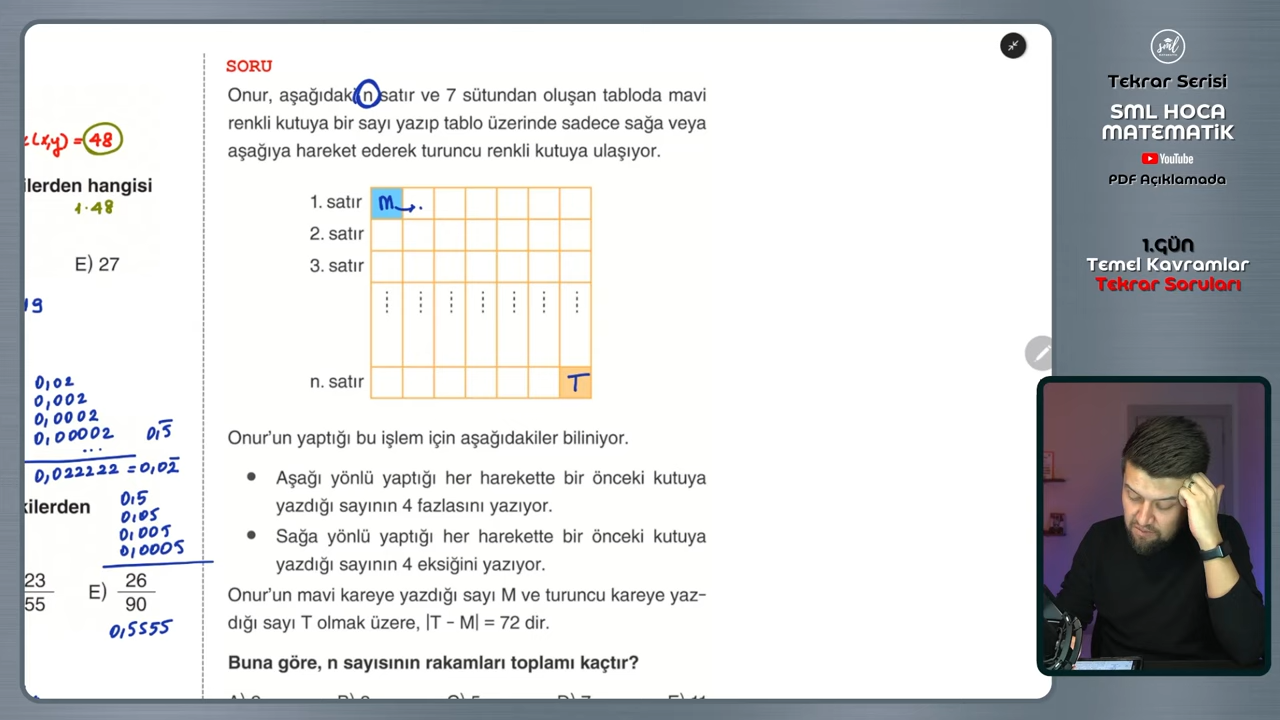 SORU
Onur, aşağıdaki n satır ve 7 sütundan oluşan tabloda mavi
renkli kutuya bir sayı yazıp tablo üzerinde sadece sağa veya
aşağıya hareket ederek turuncu renkli kutuya ulaşıyor.
1. satır
M
2. satır
3. satır
n. satır
T
Onur'un yaptığı bu işlem için aşağıdakiler biliniyor.
• Aşağı yönlü yaptığı her harekette bir önceki kutuya
yazdığı sayının 4 fazlasını yazıyor.
• Sağa yönlü yaptığı her harekette bir önceki kutuya
yazdığı sayının 4 eksiğini yazıyor.
Onur'un mavi kareye yazdığı sayı M ve turuncu kareye yaz-
dığı sayı T olmak üzere, |T - M| = 72 dir.
Buna göre, n sayısının rakamları toplamı kaçtır?
(x,y) = 48
ilerden hangisi
1·48
E) 27
19
0,02
0,002
0,0002
0,00002
0,5̅
...
0,022222 = 0,02̅
0,5
0,05
0,005
0,0005
kilerden
23
55
E) 26
90
0,5555
sml
Tekrar Serisi
SML HOCA
MATEMATİK
YouTube
PDF Açıklamada
1.GÜN
Temel Kavramlar
Tekrar Soruları